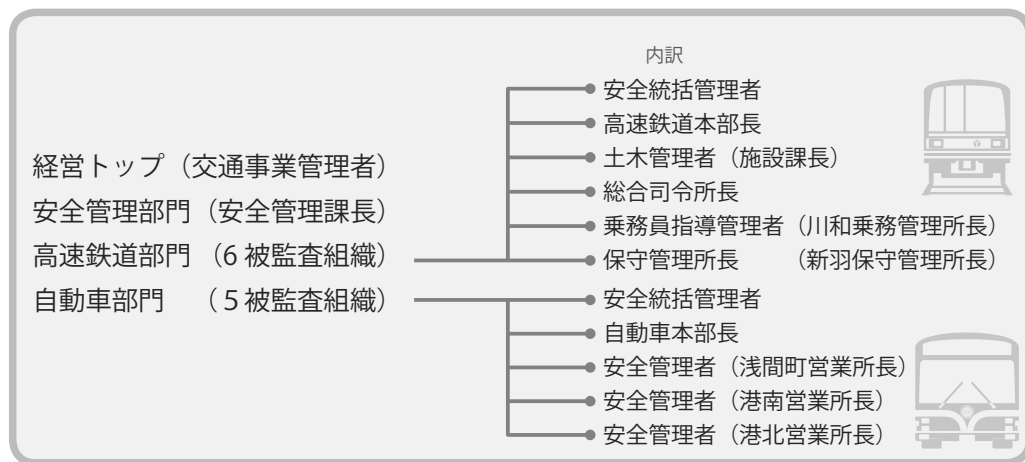 経営トップ（交通事業管理者）
安全管理部門（安全管理課長）
高速鉄道部門（6 被監査組織）
自動車部門　（5 被監査組織）
内訳
安全統括管理者
高速鉄道本部長
土木管理者（施設課長）
総合司令所長
乗務員指導管理者（川和乗務管理所長）
保守管理所長　　（新羽保守管理所長）
安全統括管理者
自動車本部長
安全管理者（浅間町営業所長）
安全管理者（港南営業所長）
安全管理者（港北営業所長）